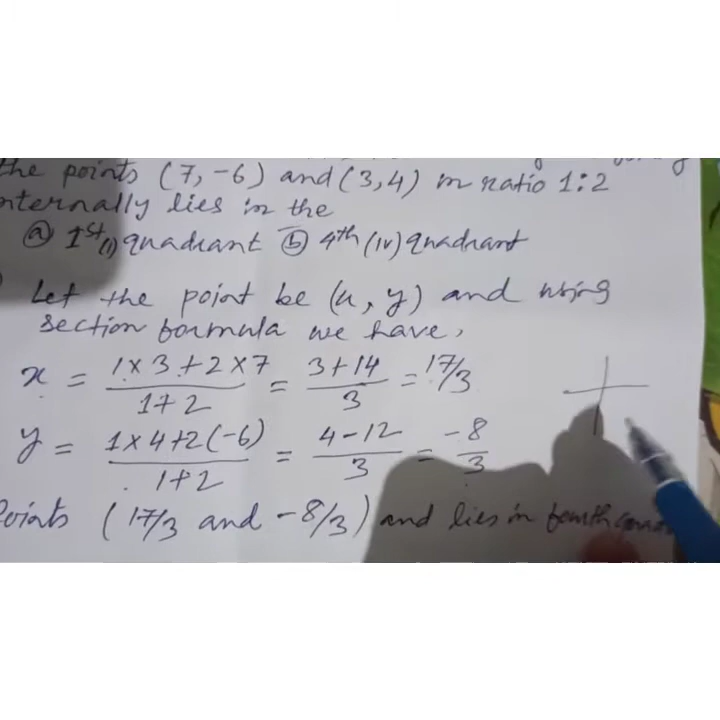 the points (7, -6) and (3, 4) in ratio 1:2
nternally lies in the
(a) 1st (I) quadrant (b) 4th (IV) quadrant
Let the point be (x, y) and using
section formula we have,
x = 1×3+2×7/1+2 = 3+14/3 = 17/3
y = 1×4+2(-6)/1+2 = 4-12/3 = -8/3
Points (17/3 and -8/3) and lies in fourth